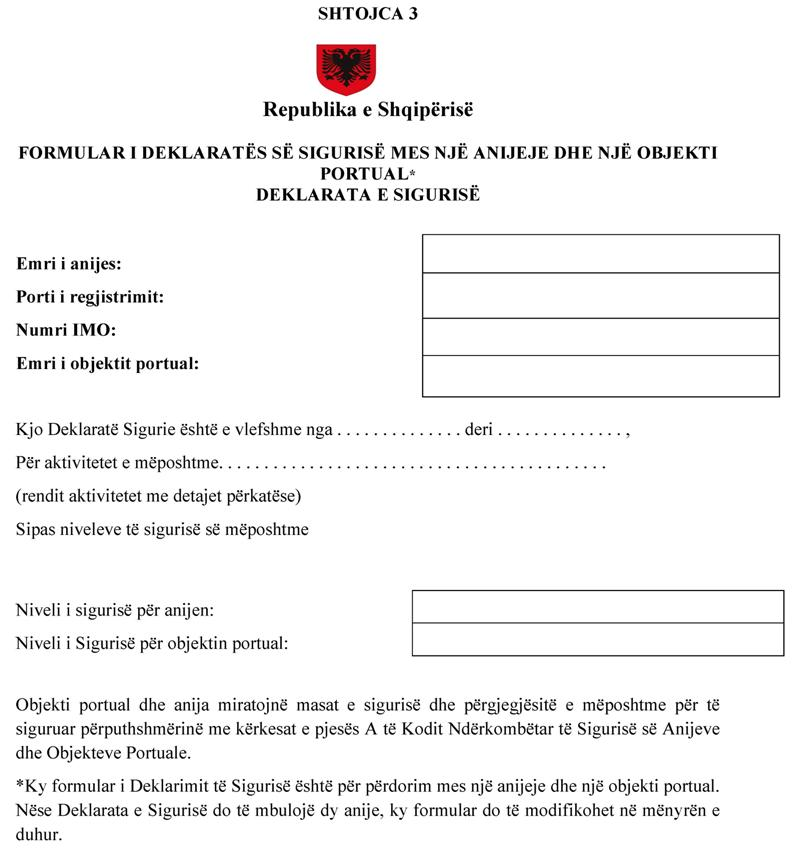 SHTOJCA 3
Republika e Shqipërisë
FORMULAR I DEKLARATËS SË SIGURISË MES NJË ANIJEJE DHE NJË OBJEKTI
PORTUAL*
DEKLARATA E SIGURISË
Emri i anijes:
Porti i regjistrimit:
Numri IMO:
Emri i objektit portual:
Kjo Deklaratë Sigurie është e vlefshme nga . . . . . . . . . . . . . . deri . . . . . . . . . . . . . . . ,
Për aktivitetet e mëposhtme. . . . . . . . . . . . . . . . . . . . . . . . . . . . . . . . . . . . . . . . . . .
(rendit aktivitetet me detajet përkatëse)
Sipas niveleve të sigurisë së mëposhtme
Niveli i sigurisë për anijen:
Niveli i Sigurisë për objektin portual:
Objekti portual dhe anija miratojnë masat e sigurisë dhe përgjegjësitë e mëposhtme për të
siguruar përputhshmërinë me kërkesat e pjesës A të Kodit Ndërkombëtar të Sigurisë së Anijeve
dhe Objekteve Portuale.
*Ky formular i Deklarimit të Sigurisë është për përdorim mes një anijeje dhe një objekti portual.
Nëse Deklarata e Sigurisë do të mbulojë dy anije, ky formular do të modifikohet në mënyrën e
duhur.